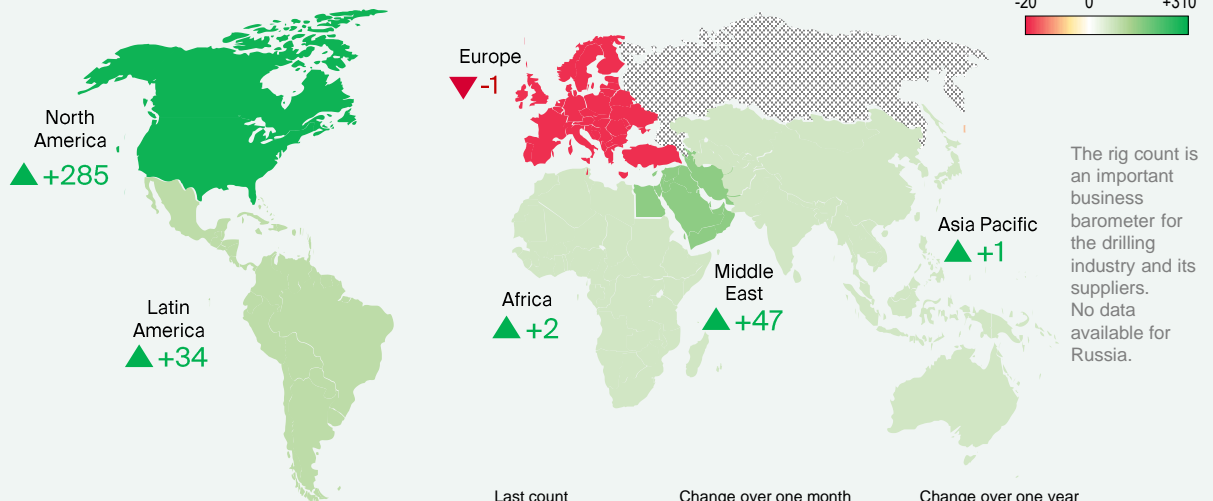 -20 0 +310
Europe
-1
North
America
+285
The rig count is
an important
business
barometer for
the drilling
industry and its
suppliers.
No data
available for
Russia.
Asia Pacific
+1
Middle
East
+47
Africa
+2
Latin
America
+34
Last count Change over one month Change over one year